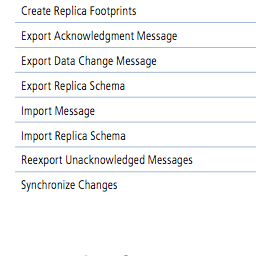 Create Replica Footprints
Export Acknowledgment Message
Export Data Change Message
Export Replica Schema
Import Message
Import Replica Schema
Reexport Unacknowledged Messages
Synchronize Changes